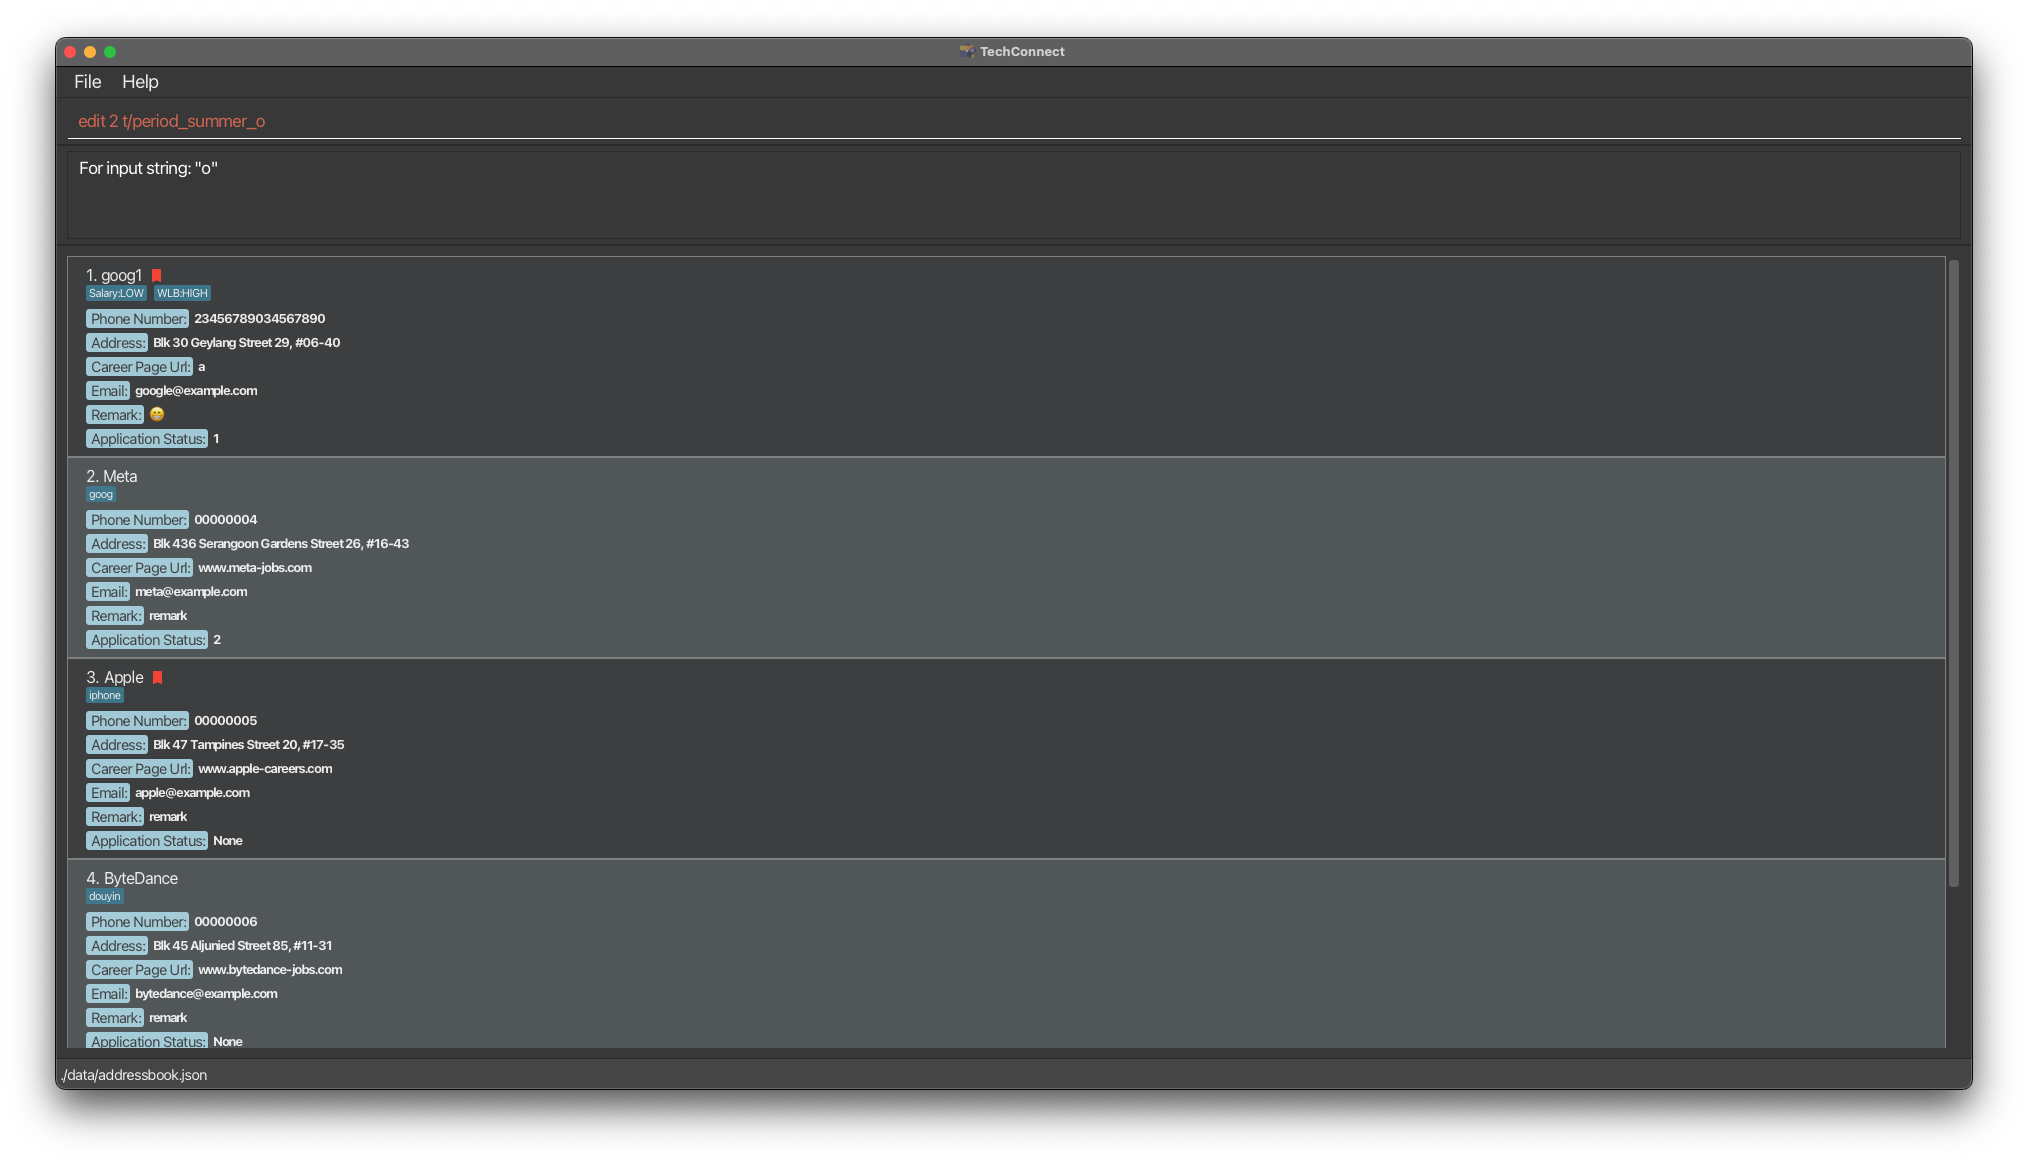 TechConnect
File Help
edit 2 t/period_summer_o
For input string: "o"
1. goog1
Salary:LOW WLB:HIGH
Phone Number: 23456789034567890
Address: Blk 30 Geylang Street 29, #06-40
Career Page Url: a
Email: google@example.com
Remark: 😁
Application Status: 1
2. Meta
goog
Phone Number: 00000004
Address: Blk 436 Serangoon Gardens Street 26, #16-43
Career Page Url: www.meta-jobs.com
Email: meta@example.com
Remark: remark
Application Status: 2
3. Apple
iphone
Phone Number: 00000005
Address: Blk 47 Tampines Street 20, #17-35
Career Page Url: www.apple-careers.com
Email: apple@example.com
Remark: remark
Application Status: None
4. ByteDance
douyin
Phone Number: 00000006
Address: Blk 45 Aljunied Street 85, #11-31
Career Page Url: www.bytedance-jobs.com
Email: bytedance@example.com
Remark: remark
Application Status: None
./data/addressbook.json